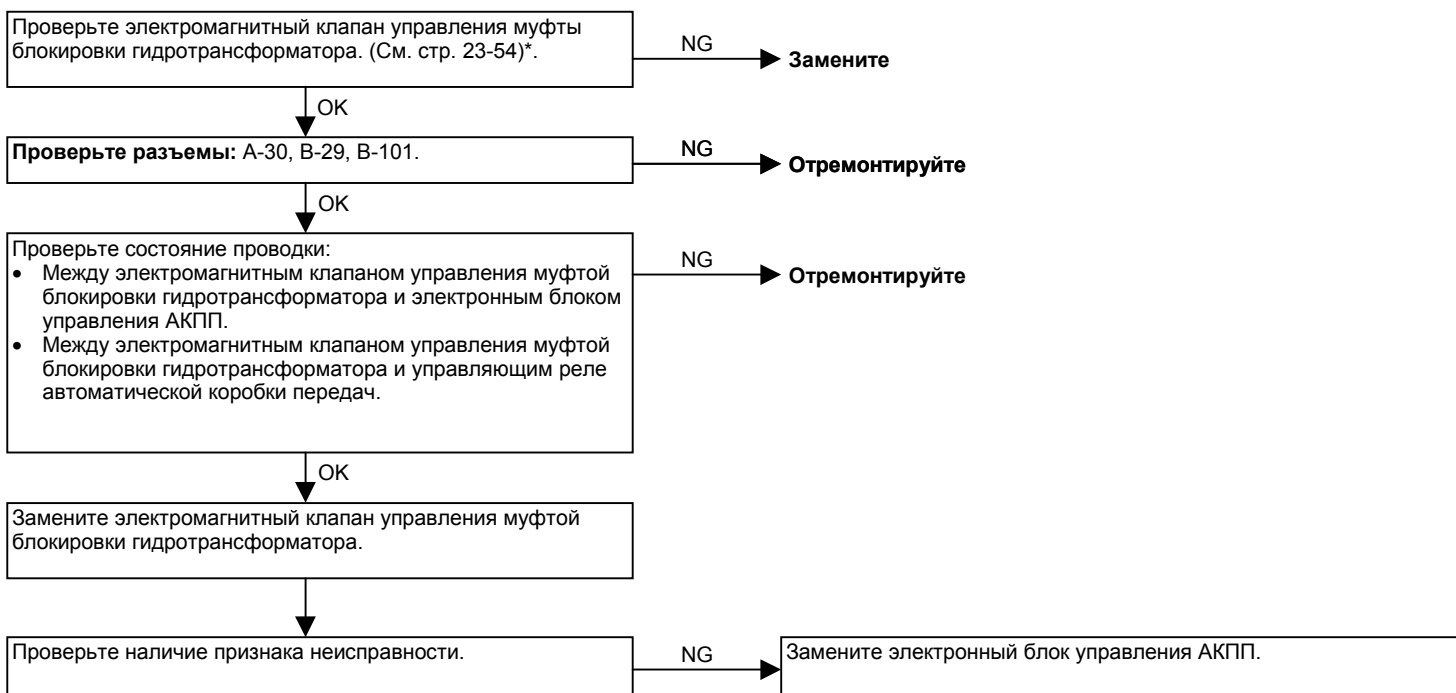 Проверьте электромагнитный клапан управления муфты
блокировки гидротрансформатора. (См. стр. 23-54)*.
NG
Замените
OK
Проверьте разъемы: А-30, В-29, В-101.
NG
Отремонтируйте
OK
Проверьте состояние проводки:
• Между электромагнитным клапаном управления муфтой
блокировки гидротрансформатора и электронным блоком
управления АКПП.
• Между электромагнитным клапаном управления муфтой
блокировки гидротрансформатора и управляющим реле
автоматической коробки передач.
NG
Отремонтируйте
OK
Замените электромагнитный клапан управления муфтой
блокировки гидротрансформатора.
Проверьте наличие признака неисправности.
NG
Замените электронный блок управления АКПП.